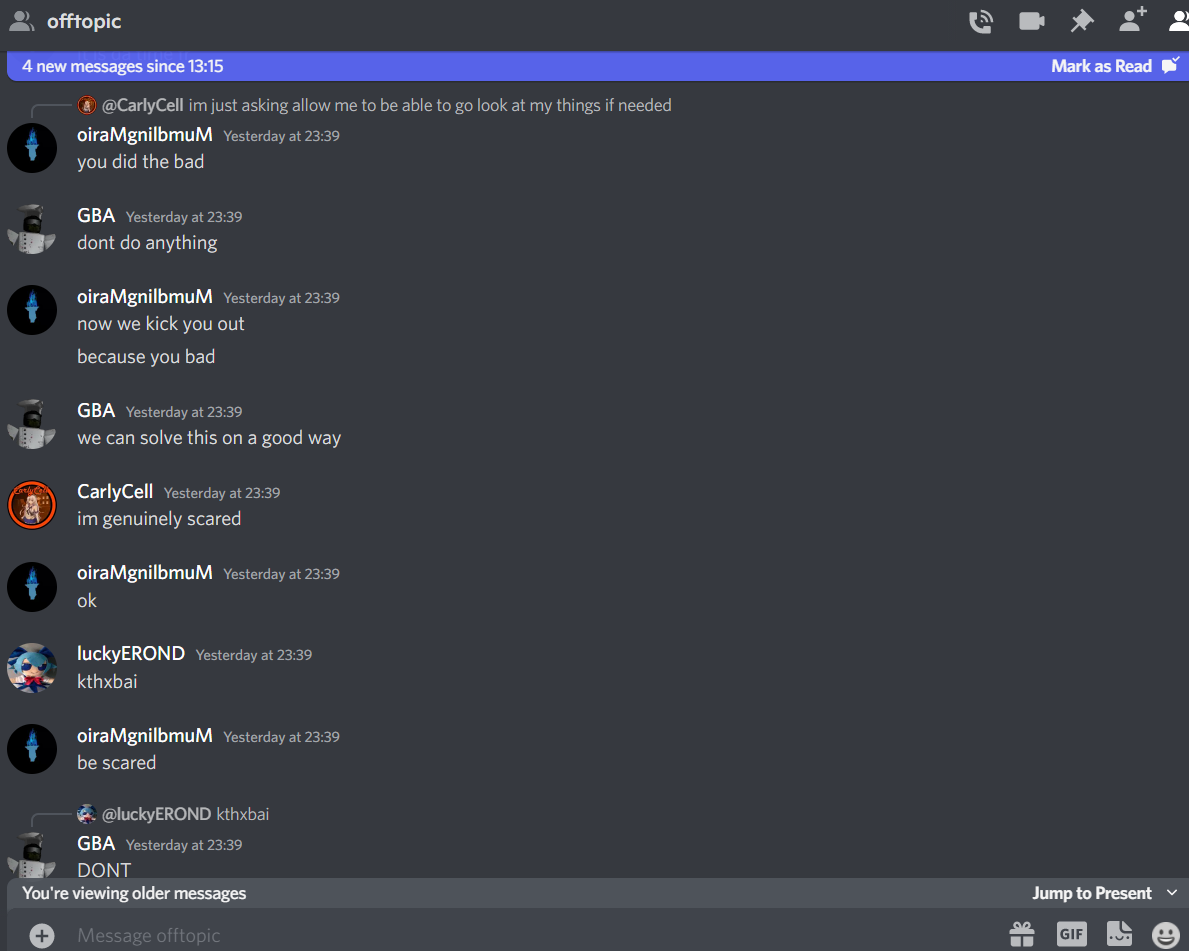 offtopic
4 new messages since 13:15 Mark as Read
@CarlyCell im just asking allow me to be able to go look at my things if needed
oiraMgnilbmuM Yesterday at 23:39
you did the bad
GBA Yesterday at 23:39
dont do anything
oiraMgnilbmuM Yesterday at 23:39
now we kick you out
because you bad
GBA Yesterday at 23:39
we can solve this on a good way
CarlyCell Yesterday at 23:39
im genuinely scared
oiraMgnilbmuM Yesterday at 23:39
ok
luckyEROND Yesterday at 23:39
kthxbai
oiraMgnilbmuM Yesterday at 23:39
be scared
@luckyEROND kthxbai
GBA Yesterday at 23:39
DONT
You're viewing older messages Jump to Present
Message offtopic GIF